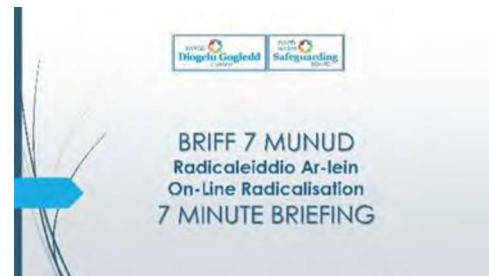 Diogelu Gogledd
Safeguarding
BRIFF 7 MUNUD
Radicaleiddio Ar-lein
On-Line Radicalisation
7 MINUTE BRIEFING